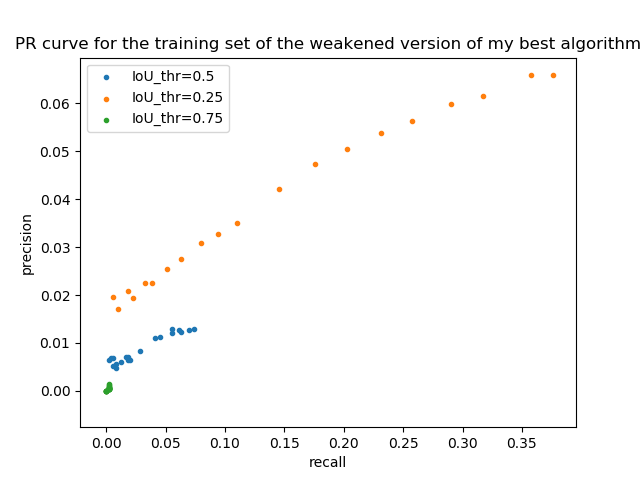 PR curve for the training set of the weakened version of my best algorithm
IoU_thr=0.5
IoU_thr=0.25
IoU_thr=0.75
0.06
0.05
0.04
0.03
0.02
0.01
0.00
precision
0.00 0.05 0.10 0.15 0.20 0.25 0.30 0.35
recall